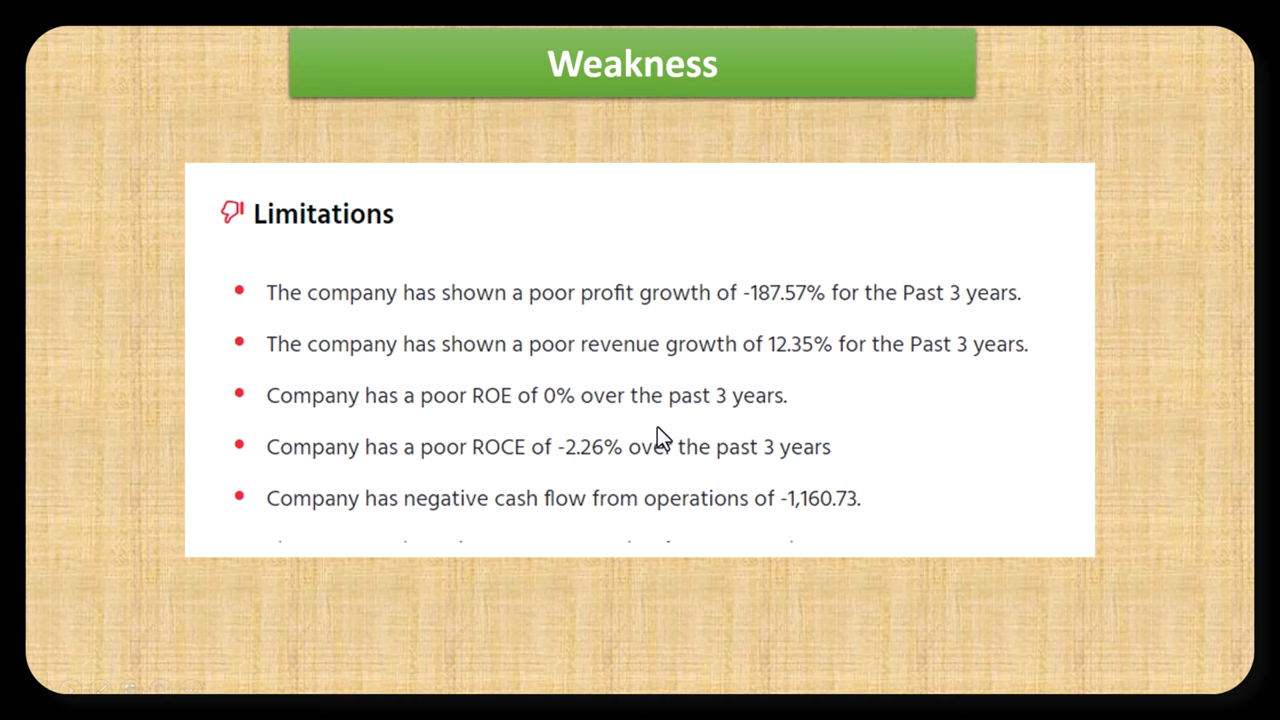 Weakness
Limitations
The company has shown a poor profit growth of -187.57% for the Past 3 years.
The company has shown a poor revenue growth of 12.35% for the Past 3 years.
Company has a poor ROE of 0% over the past 3 years.
Company has a poor ROCE of -2.26% over the past 3 years
Company has negative cash flow from operations of -1,160.73.